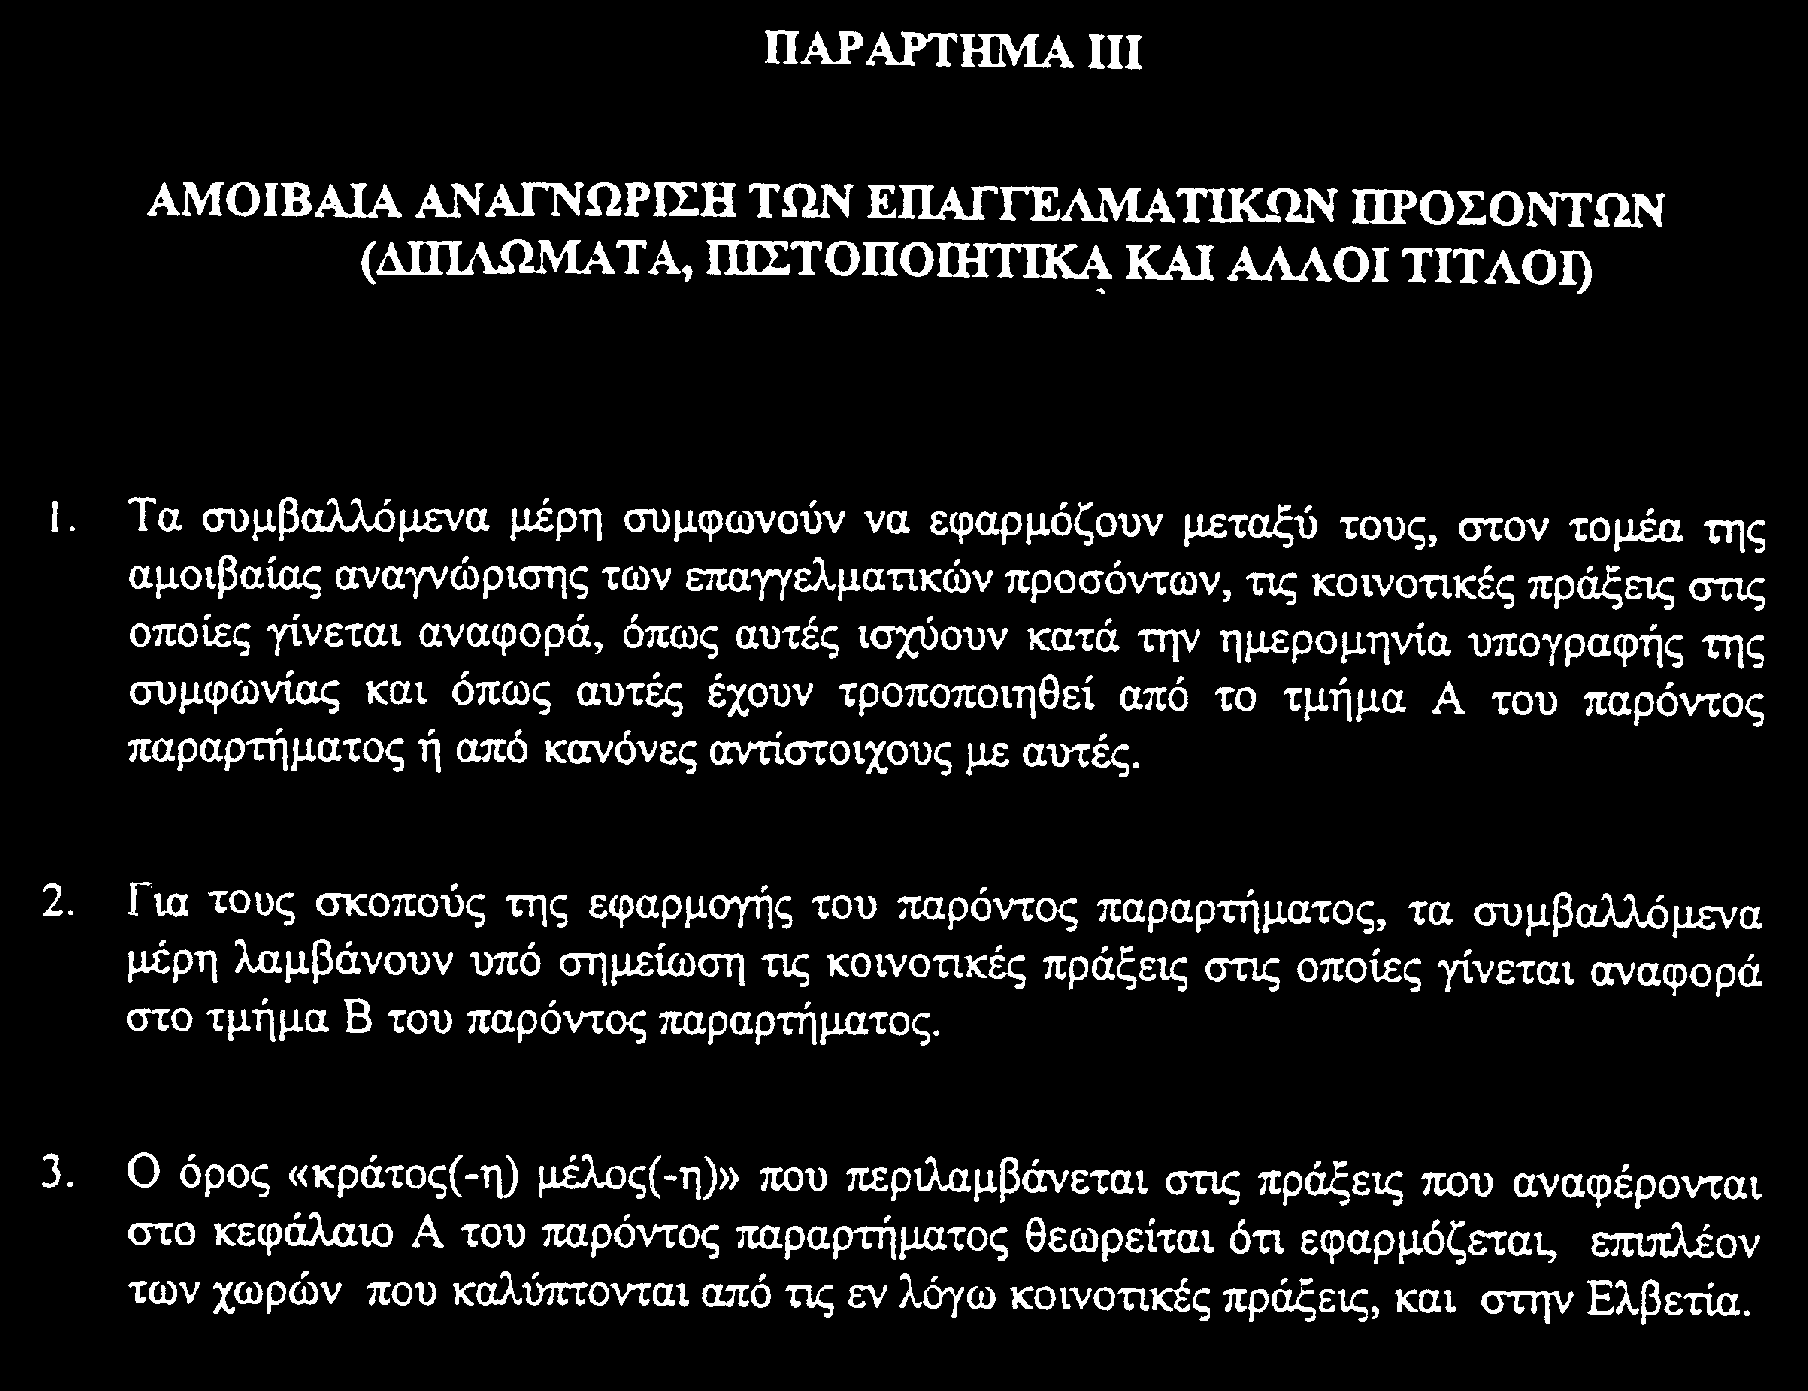 ΠΑΡΑΡΤΗΜΑ ΙΙΙ
ΑΜΟΙΒΑΙΑ ΑΝΑΓΝΩΡΙΣΗ ΤΩΝ ΕΠΑΓΓΕΛΜΑΤΙΚΩΝ ΠΡΟΣΟΝΤΩΝ
(ΔΙΠΛΩΜΑΤΑ, ΠΙΣΤΟΠΟΙΗΤΙΚΑ ΚΑΙ ΑΛΛΟΙ ΤΙΤΛΟΙ)
1. Τα συμβαλλόμενα μέρη συμφωνούν να εφαρμόζουν μεταξύ τους, στον τομέα της
αμοιβαίας αναγνώρισης των επαγγελματικών προσόντων, τις κοινοτικές πράξεις στις
οποίες γίνεται αναφορά, όπως αυτές ισχύουν κατά την ημερομηνία υπογραφής της
συμφωνίας και όπως αυτές έχουν τροποποιηθεί από το τμήμα Α του παρόντος
παραρτήματος ή από κανόνες αντίστοιχους με αυτές.
2. Για τους σκοπούς της εφαρμογής του παρόντος παραρτήματος, τα συμβαλλόμενα
μέρη λαμβάνουν υπό σημείωση τις κοινοτικές πράξεις στις οποίες γίνεται αναφορά
στο τμήμα Β του παρόντος παραρτήματος.
3. Ο όρος «κράτος(-η) μέλος(-η)» που περιλαμβάνεται στις πράξεις που αναφέρονται
στο κεφάλαιο Α του παρόντος παραρτήματος θεωρείται ότι εφαρμόζεται, επιπλέον
των χωρών που καλύπτονται από τις εν λόγω κοινοτικές πράξεις, και στην Ελβετία.